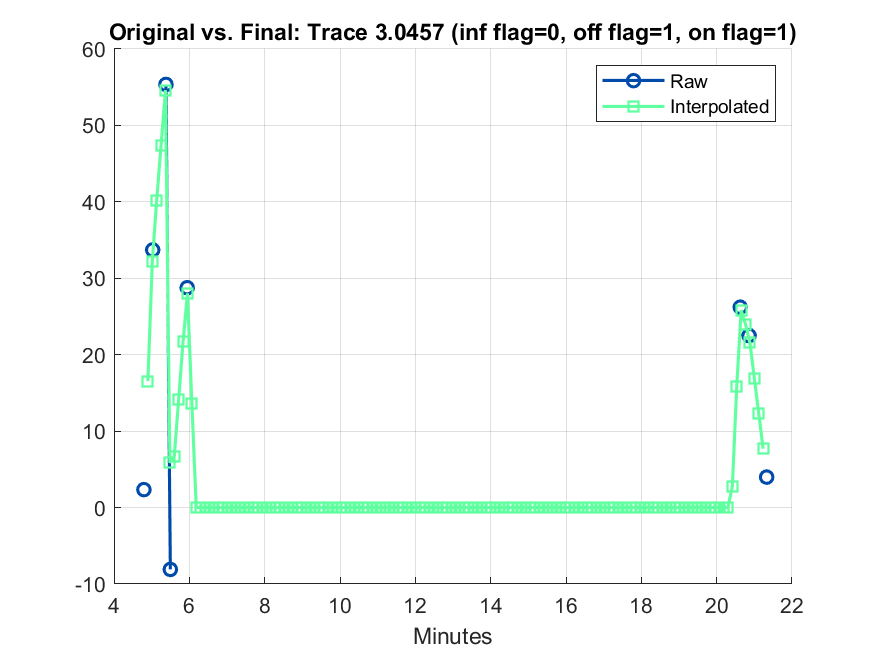 Original vs. Final: Trace 3.0457 (inf flag=0, off flag=1, on flag=1)
60
50
40
30
20
10
0
-10
Raw
Interpolated
4 6 8 10 12 14 16 18 20 22
Minutes